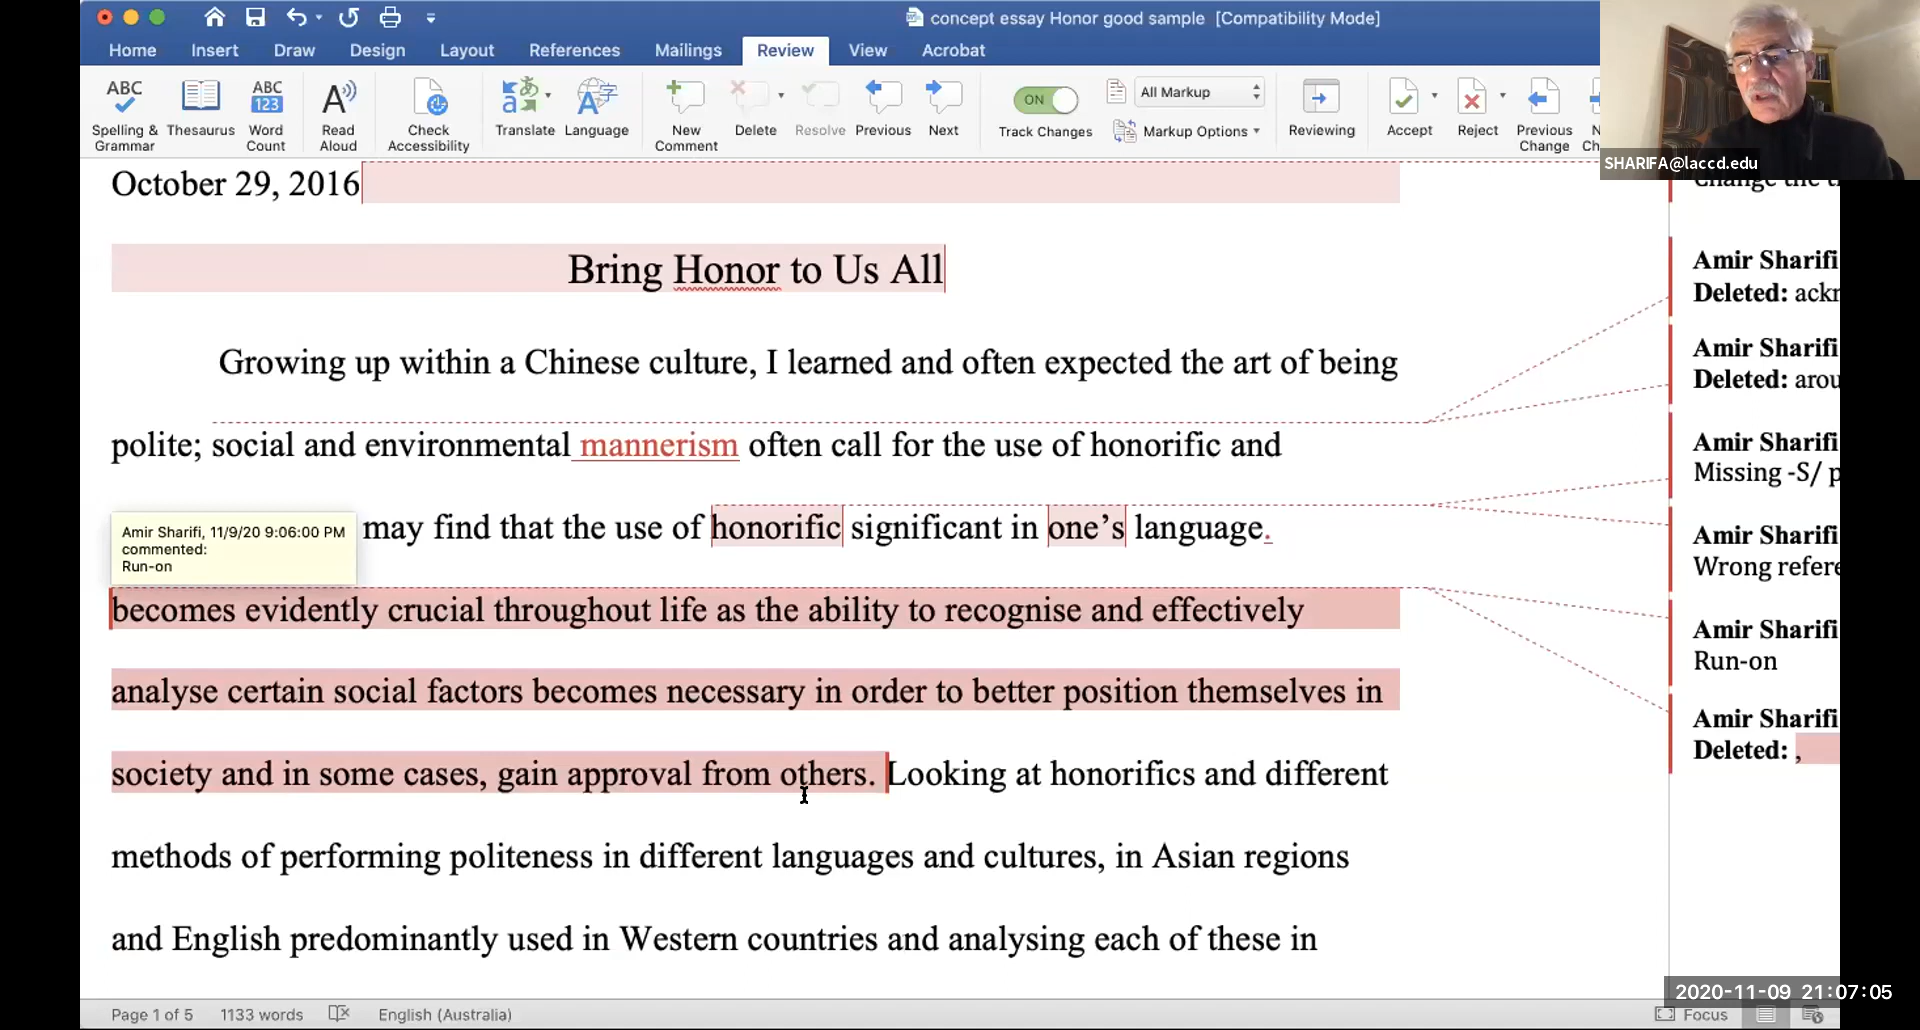 concept essay Honor good sample [Compatibility Mode]
Home Insert Draw Design Layout References Mailings Review View Acrobat
ABC ABC 123 A
Spelling & Grammar Thesaurus Word Count Read Aloud Check Accessibility Translate Language New Comment Delete Resolve Previous Next ON Track Changes All Markup Markup Options Reviewing Accept Reject Previous Change
SHARIFA@laccd.edu
October 29, 2016
Change the
Bring Honor to Us All
Amir Sharifi
Deleted:
Growing up within a Chinese culture, I learned and often expected the art of being
Amir Sharifi
Deleted:
polite; social and environmental mannerism often call for the use of honorific and
Amir Sharifi
Missing -S/
Amir Sharifi, 11/9/20 9:06:00 PM
commented:
Run-on
may find that the use of honorific significant in one’s language.
Amir Sharifi
Wrong
becomes evidently crucial throughout life as the ability to recognise and effectively
Amir Sharifi
Run-on
analyse certain social factors becomes necessary in order to better position themselves in
Amir Sharifi
Deleted: ,
society and in some cases, gain approval from others. Looking at honorifics and different
methods of performing politeness in different languages and cultures, in Asian regions
and English predominantly used in Western countries and analysing each of these in
2020-11-09 21:07:05
Page 1 of 5 1133 words English (Australia) Focus